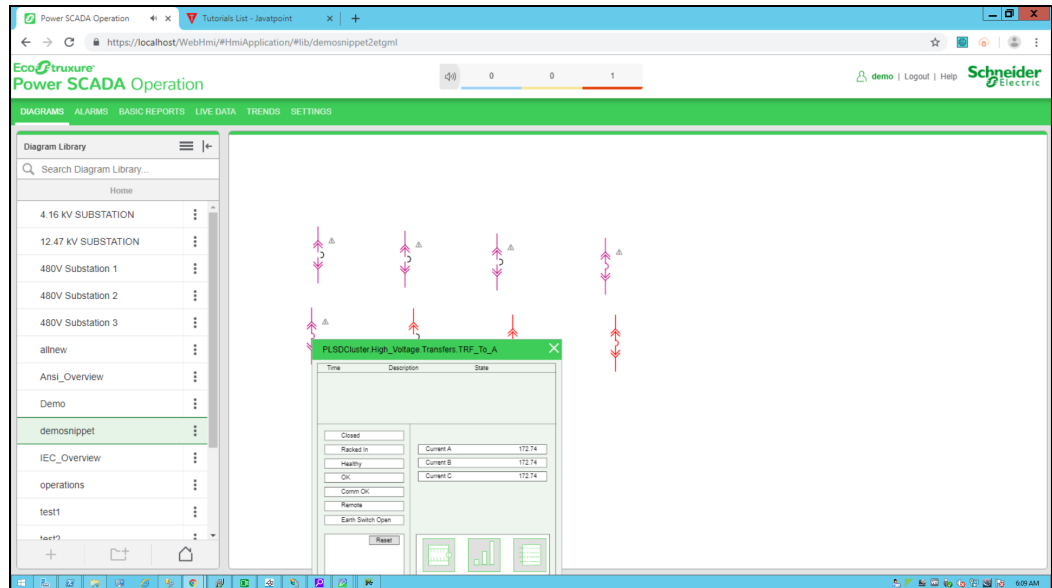 Power SCADA Operation
Tutorials List - Javatpoint
https://localhost/WebHmi/#HmiApplication/#lib/demosnippet2etgml
EcoStruxure
Power SCADA Operation
0 0 1
demo | Logout | Help
Schneider
Electric
DIAGRAMS ALARMS BASIC REPORTS LIVE DATA TRENDS SETTINGS
Diagram Library
Search Diagram Library...
Home
4.16 kV SUBSTATION
12.47 kV SUBSTATION
480V Substation 1
480V Substation 2
480V Substation 3
allnew
Ansi_Overview
Demo
demosnippet
IEC_Overview
operations
test1
test2
PLSDCluster.High_Voltage.Transfers.TRF_To_A
Time Description State
Closed
Racked In
Healthy
OK
Comm OK
Remote
Earth Switch Open
Current A 172.74
Current B 172.74
Current C 172.74
Reset
6:09 AM